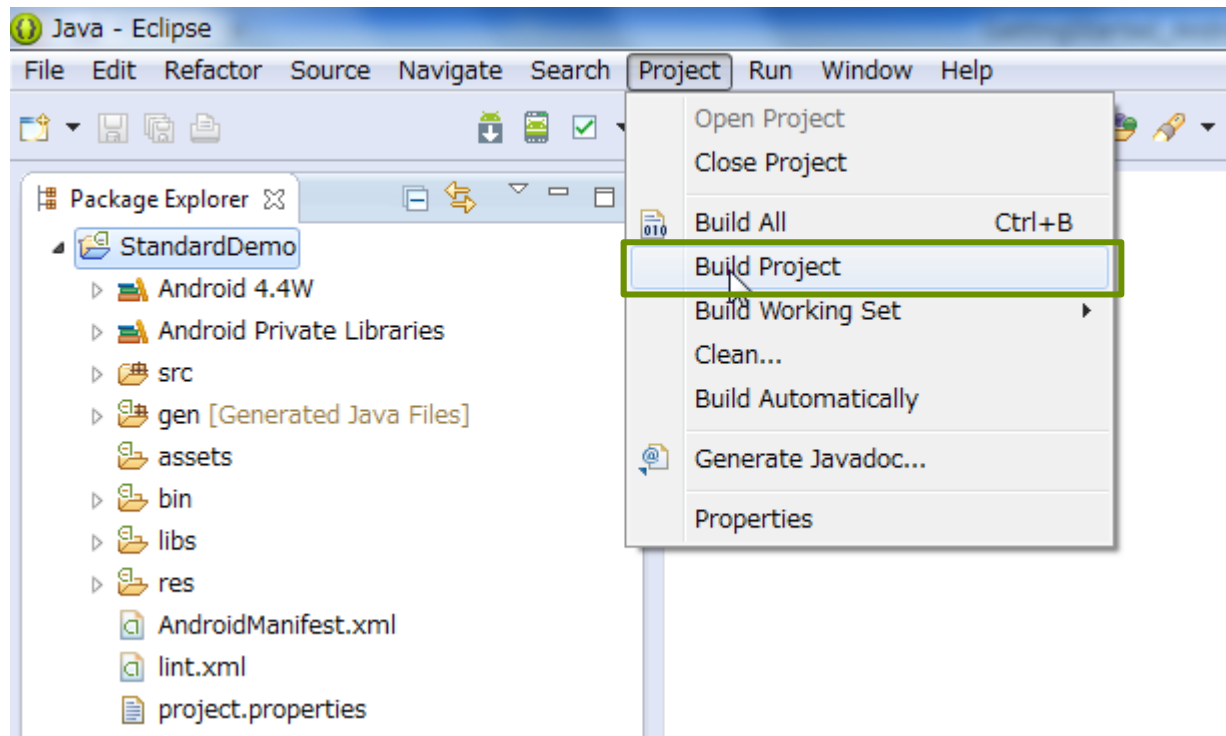 Java - Eclipse
File Edit Refactor Source Navigate Search Project Run Window Help
Package Explorer
StandardDemo
Android 4.4W
Android Private Libraries
src
gen [Generated Java Files]
assets
bin
libs
res
AndroidManifest.xml
lint.xml
project.properties
Open Project
Close Project
010
Build All Ctrl+B
Build Project
Build Working Set
Clean...
Build Automatically
@
Generate Javadoc...
Properties